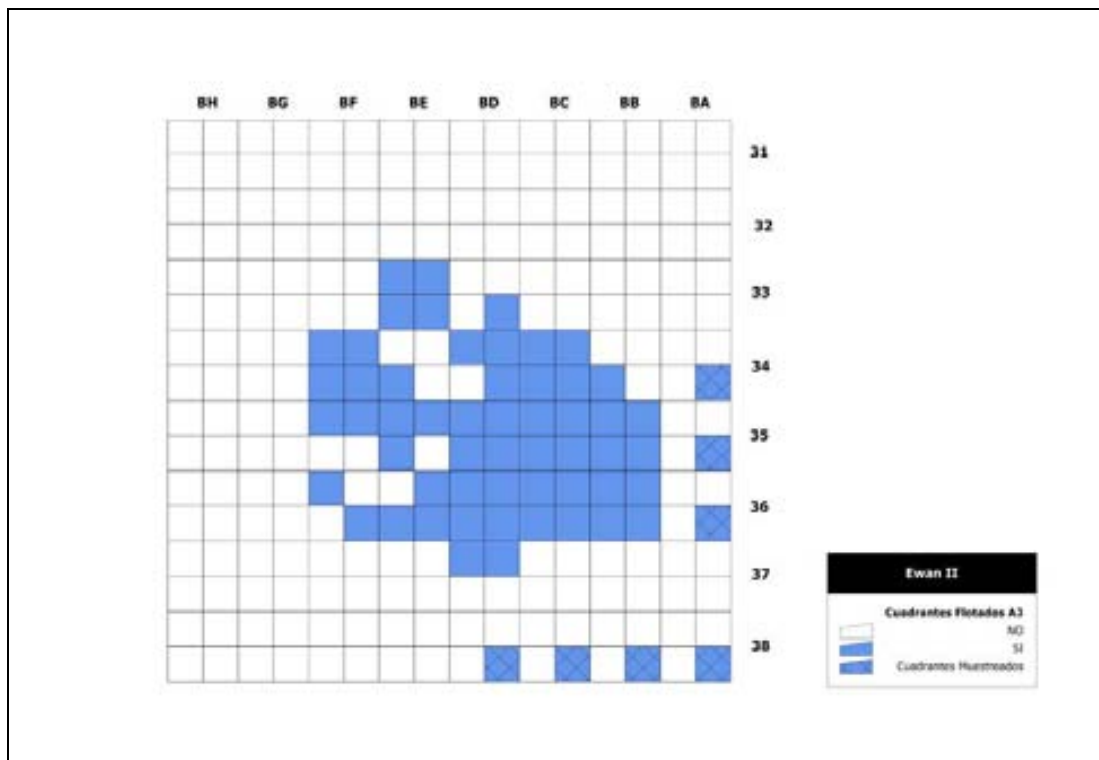 BH BG BF BE BD BC BB BA
31
32
33
34
35
36
37
38
Ewan II
Cuadrantes Flotados A3
NO
SI
Cuadrantes Muestreados